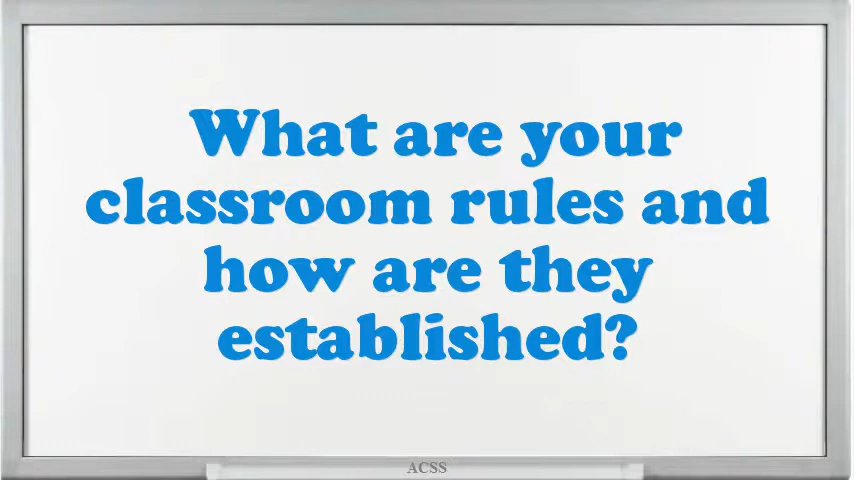 What are your
classroom rules and
how are they
established?
ACSS